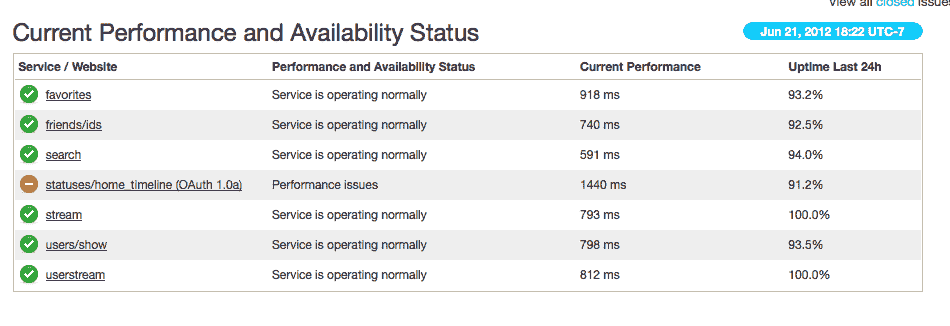 View all closed issues
Current Performance and Availability Status
Jun 21, 2012 18:22 UTC-7
Service / Website Performance and Availability Status Current Performance Uptime Last 24h
favorites Service is operating normally 918 ms 93.2%
friends/ids Service is operating normally 740 ms 92.5%
search Service is operating normally 591 ms 94.0%
statuses/home_timeline (OAuth 1.0a) Performance issues 1440 ms 91.2%
stream Service is operating normally 793 ms 100.0%
users/show Service is operating normally 798 ms 93.5%
userstream Service is operating normally 812 ms 100.0%